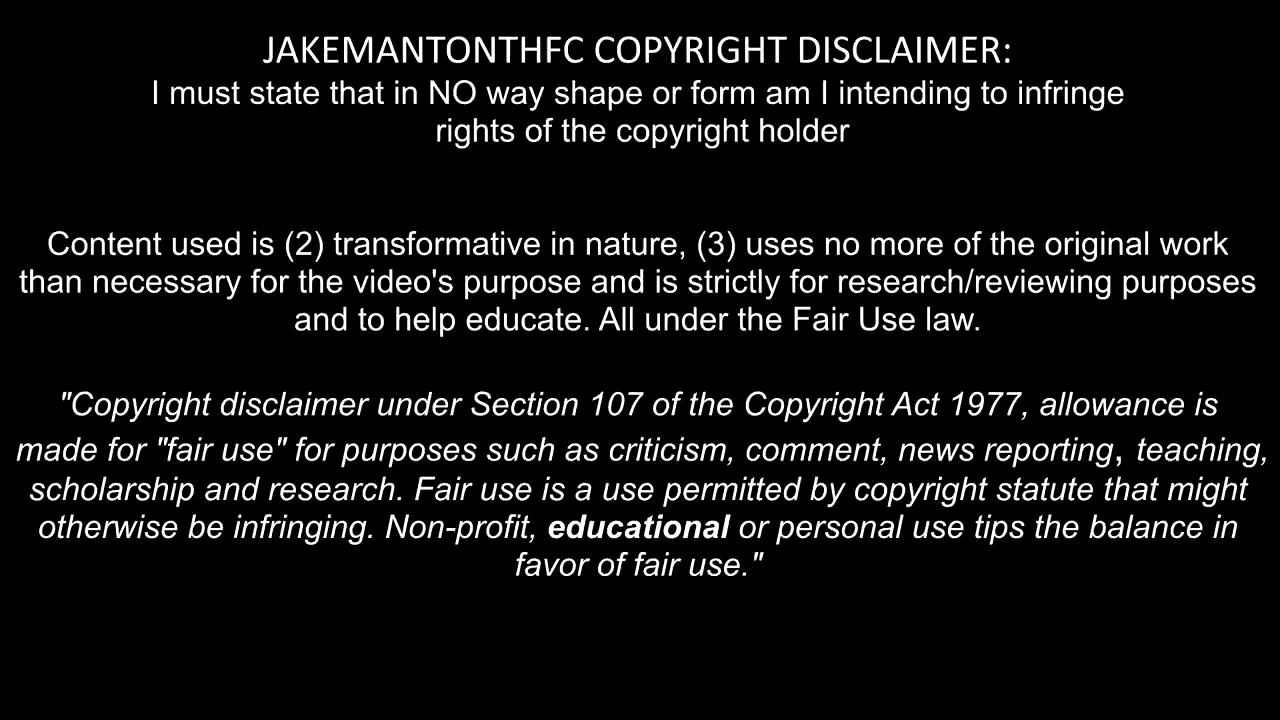 JAKEMANTONTHFC COPYRIGHT DISCLAIMER:
I must state that in NO way shape or form am I intending to infringe
rights of the copyright holder
Content used is (2) transformative in nature, (3) uses no more of the original work
than necessary for the video's purpose and is strictly for research/reviewing purposes
and to help educate. All under the Fair Use law.
"Copyright disclaimer under Section 107 of the Copyright Act 1977, allowance is
made for "fair use" for purposes such as criticism, comment, news reporting, teaching,
scholarship and research. Fair use is a use permitted by copyright statute that might
otherwise be infringing. Non-profit, educational or personal use tips the balance in
favor of fair use."